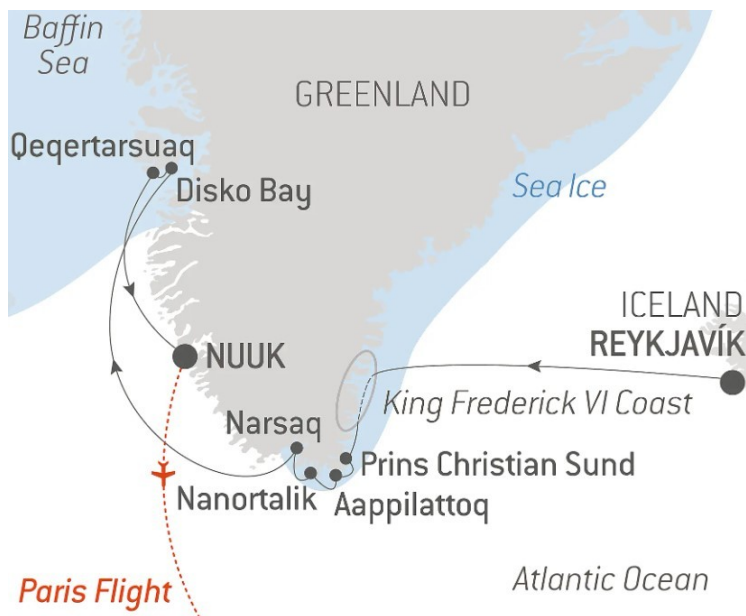 Baffin
Sea
GREENLAND
Qeqertarsuaq
Disko Bay
Sea Ice
ICELAND
REYKJAVÍK
NUUK
King Frederick VI Coast
Narsaq
Prins Christian Sund
Nanortalik
Aappilattoq
Paris Flight
Atlantic Ocean